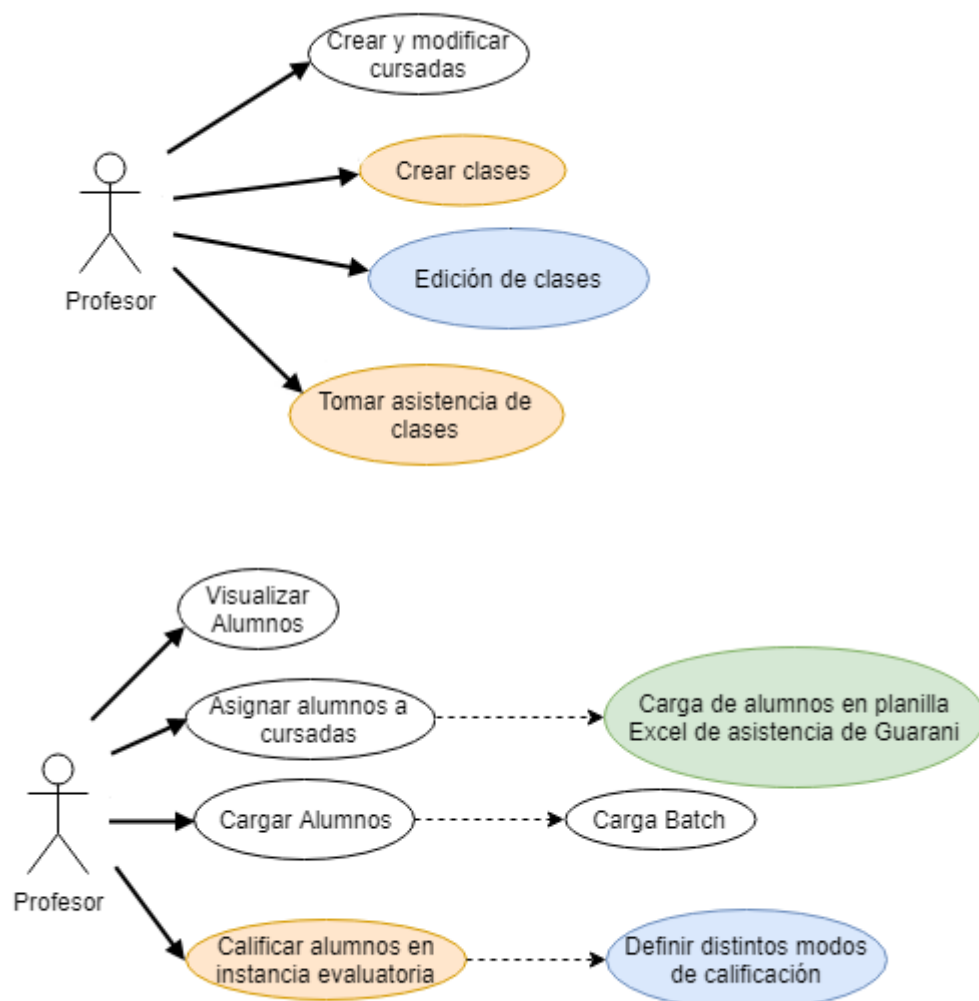 Crear y modificar
cursadas
Crear clases
Edición de clases
Profesor
Tomar asistencia de
clases
Visualizar
Alumnos
Asignar alumnos a
cursadas
Carga de alumnos en planilla
Excel de asistencia de Guarani
Cargar Alumnos
Carga Batch
Profesor
Calificar alumnos en
instancia evaluatoria
Definir distintos modos
de calificación